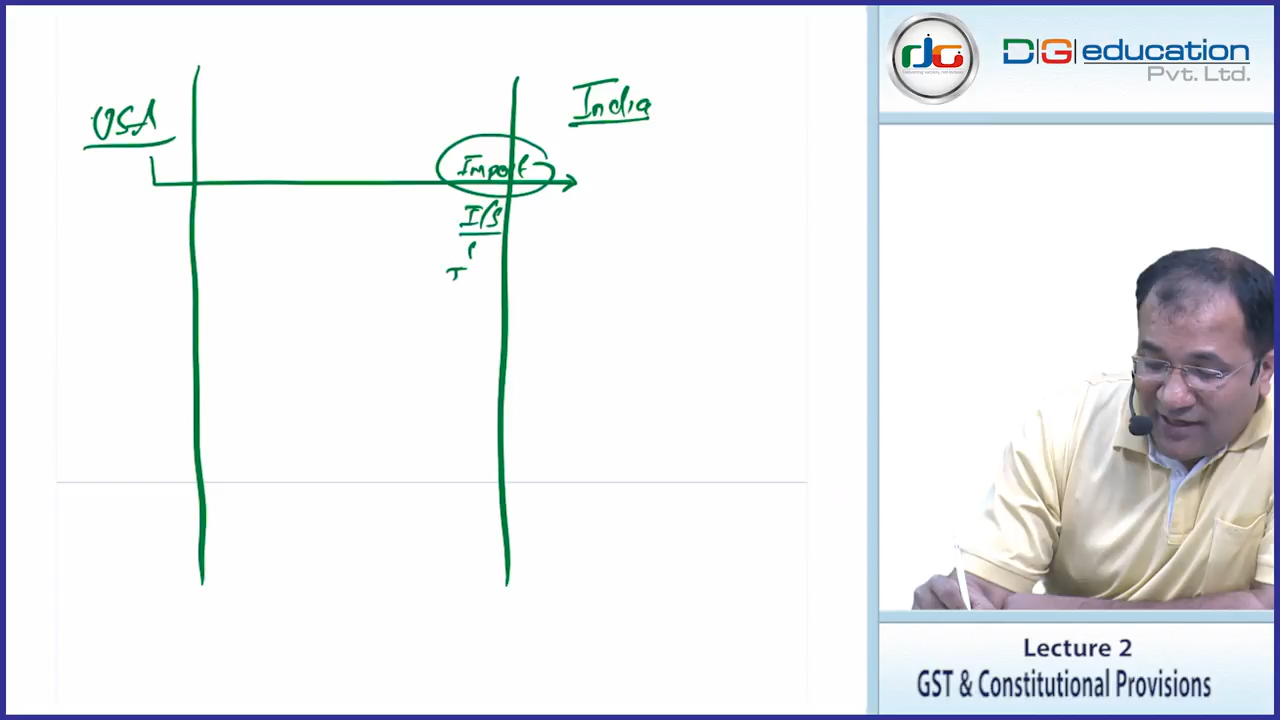 USA
India
Import
I/S
I
DG education
Pvt. Ltd.
Lecture 2
GST & Constitutional Provisions